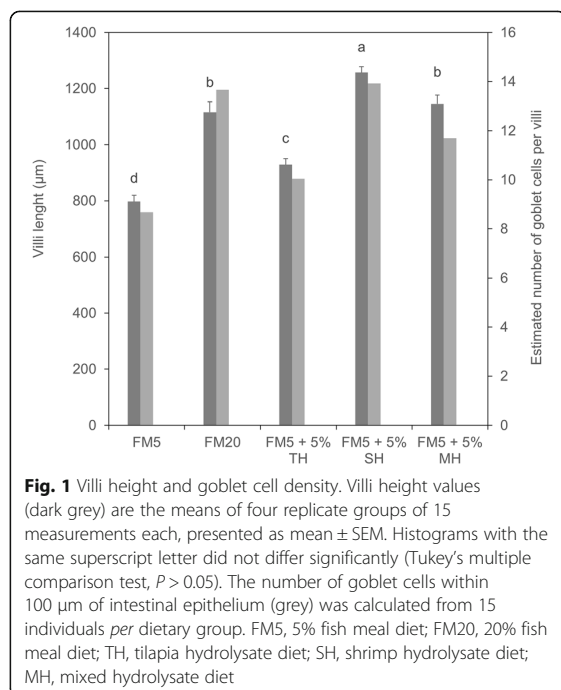 1400
1200
1000
800
600
400
200
0
Villi lenght (µm)
d
b
c
a
b
16
14
12
10
8
6
4
2
0
Estimated number of goblet cells per villi
FM5
FM20
FM5 + 5%
TH
FM5 + 5%
SH
FM5 + 5%
MH
Fig. 1 Villi height and goblet cell density. Villi height values
(dark grey) are the means of four replicate groups of 15
measurements each, presented as mean ± SEM. Histograms with the
same superscript letter did not differ significantly (Tukey's multiple
comparison test, P > 0.05). The number of goblet cells within
100 μm of intestinal epithelium (grey) was calculated from 15
individuals per dietary group. FM5, 5% fish meal diet; FM20, 20% fish
meal diet; TH, tilapia hydrolysate diet; SH, shrimp hydrolysate diet;
MH, mixed hydrolysate diet